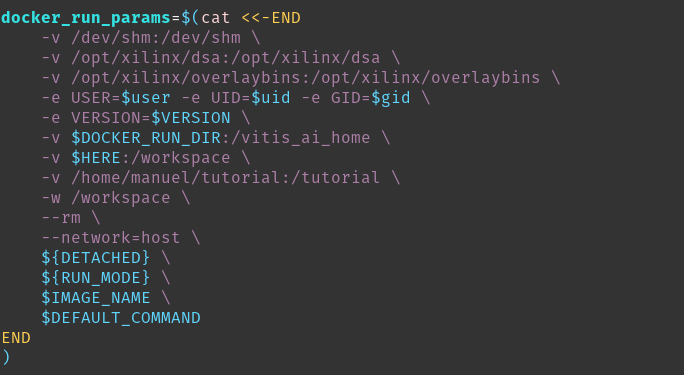 docker_run_params=$(cat <<-END
    -v /dev/shm:/dev/shm \
    -v /opt/xilinx/dsa:/opt/xilinx/dsa \
    -v /opt/xilinx/overlaybins:/opt/xilinx/overlaybins \
    -e USER=$user -e UID=$uid -e GID=$gid \
    -e VERSION=$VERSION \
    -v $DOCKER_RUN_DIR:/vitis_ai_home \
    -v $HERE:/workspace \
    -v /home/manuel/tutorial:/tutorial \
    -w /workspace \
    --rm \
    --network=host \
    ${DETACHED} \
    ${RUN_MODE} \
    $IMAGE_NAME \
    $DEFAULT_COMMAND
END
)